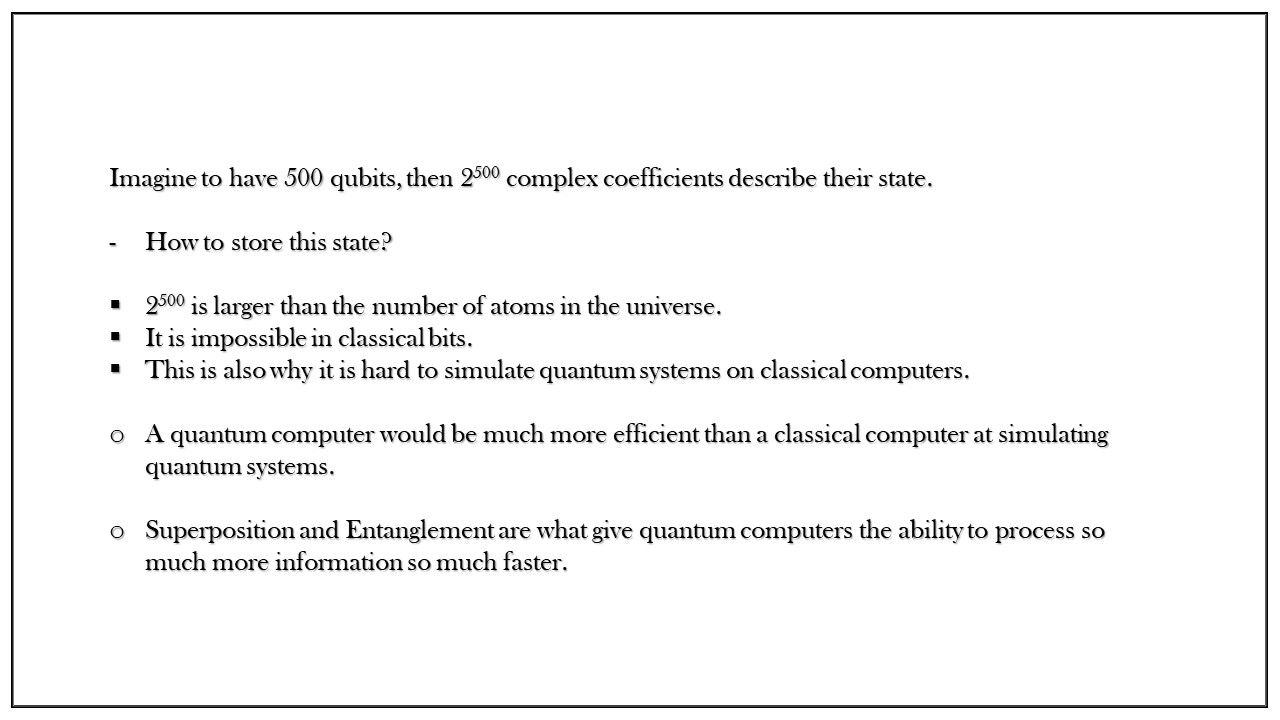 Imagine to have 500 qubits, then 2⁵⁰⁰ complex coefficients describe their state.
- How to store this state?
▪ 2⁵⁰⁰ is larger than the number of atoms in the universe.
▪ It is impossible in classical bits.
▪ This is also why it is hard to simulate quantum systems on classical computers.
o A quantum computer would be much more efficient than a classical computer at simulating
quantum systems.
o Superposition and Entanglement are what give quantum computers the ability to process so
much more information so much faster.